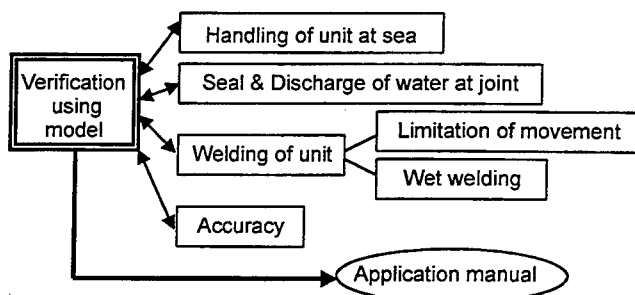 Handling of unit at sea
Verification
using
model
Seal & Discharge of water at joint
Welding of unit
Limitation of movement
Wet welding
Accuracy
Application manual